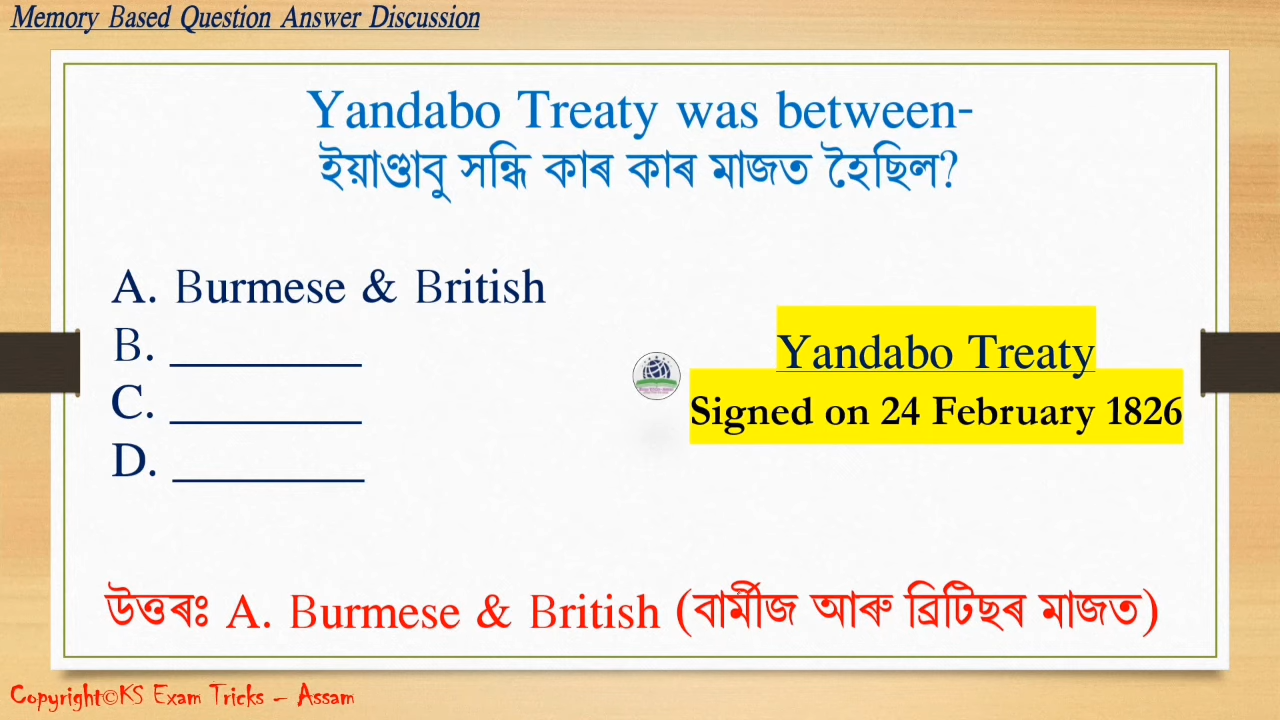 Memory Based Question Answer Discussion
Yandabo Treaty was between-
ইয়াণ্ডাবু সন্ধি কাৰ কাৰ মাজত হৈছিল?
A. Burmese & British
B. ________
C. ________
D. ________
Yandabo Treaty
Signed on 24 February 1826
উত্তৰঃ A. Burmese & British (বাৰ্মীজ আৰু ব্ৰিটিছৰ মাজত)
Copyright©KS Exam Tricks – Assam